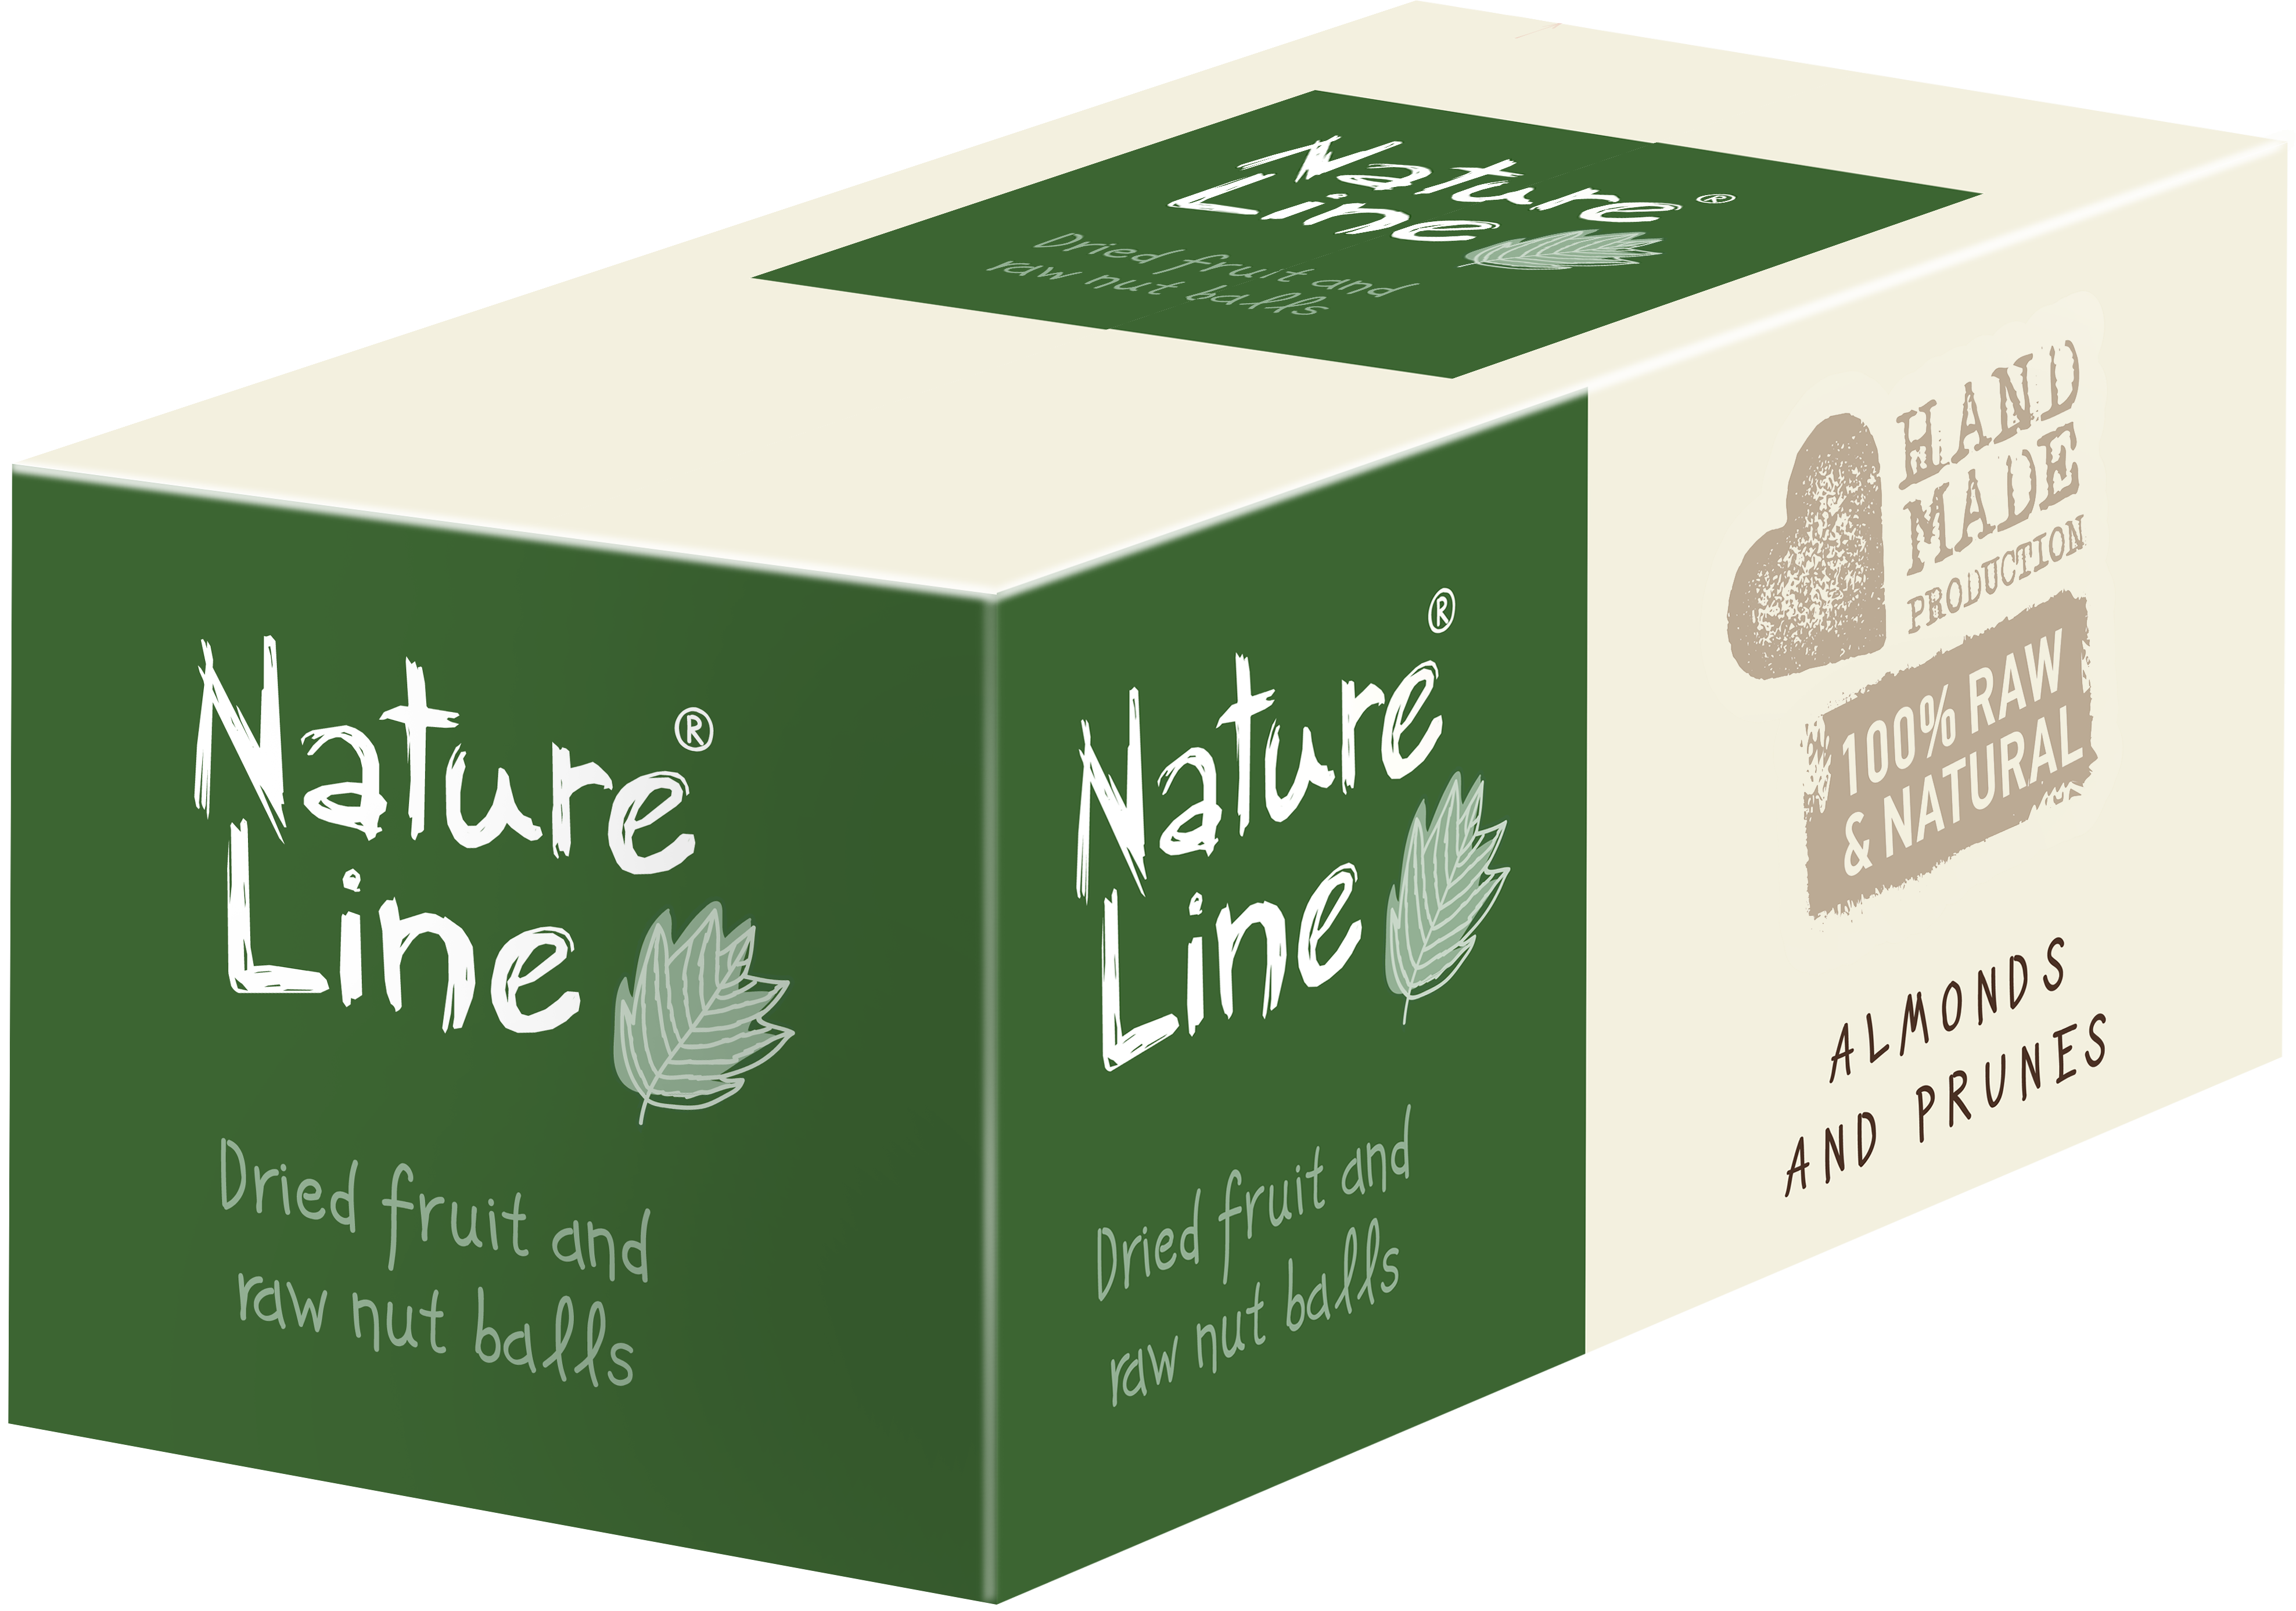 Nature®
Line
Dried fruit and
raw nut balls
Nature®
Line
Dried fruit and
raw nut balls
Nature®
Line
Dried fruit and
raw nut balls
HAND
MADE
PRODUCTION
100% RAW
& NATURAL
ALMONDS
AND PRUNES